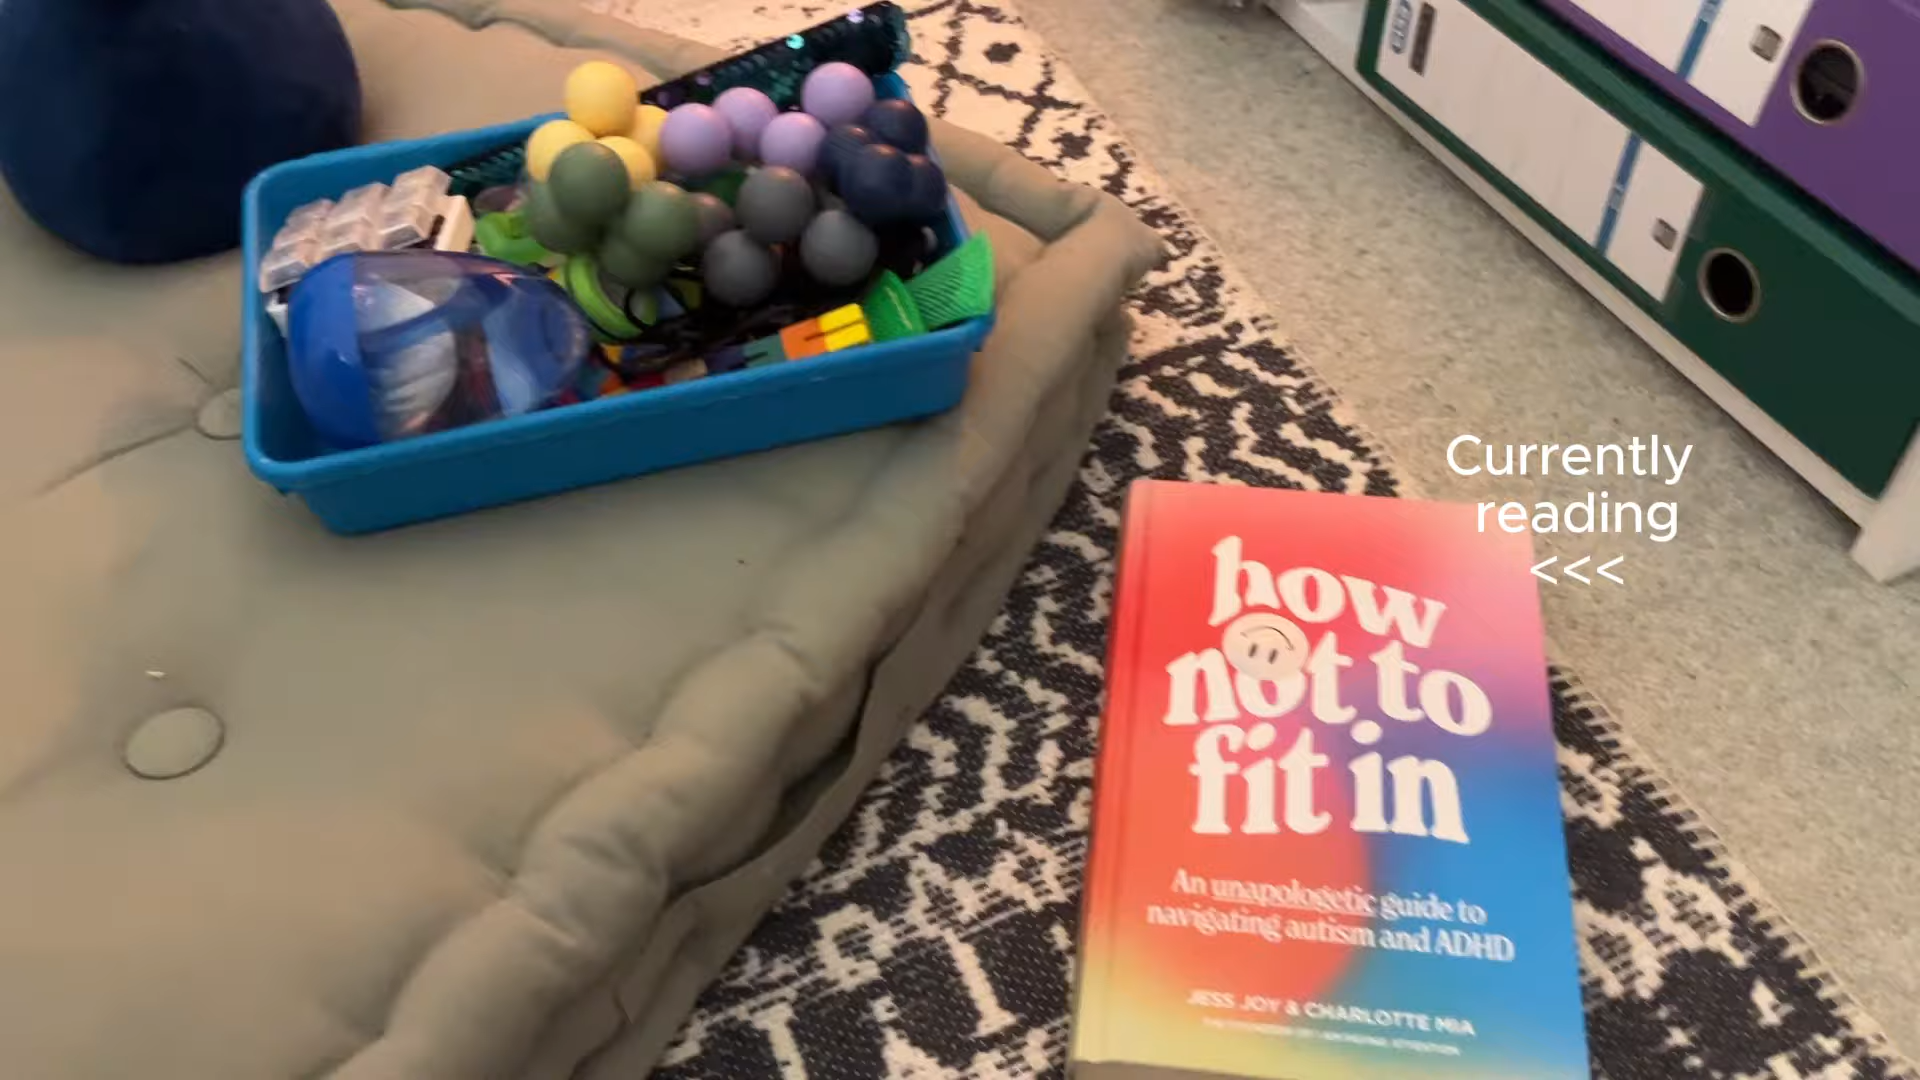 Currently
reading
<<<
how
not to
fit in
An unapologetic guide to
navigating autism and ADHD
JESS JOY & CHARLOTTE MIA